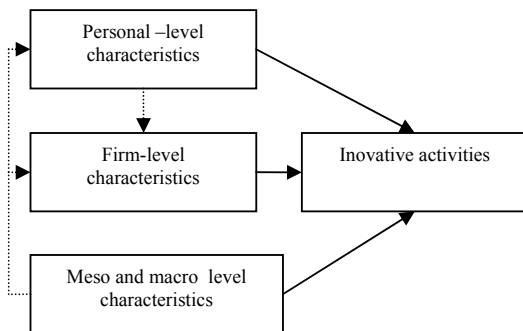 Personal –level
characteristics
Firm-level
characteristics
Inovative activities
Meso and macro level
characteristics